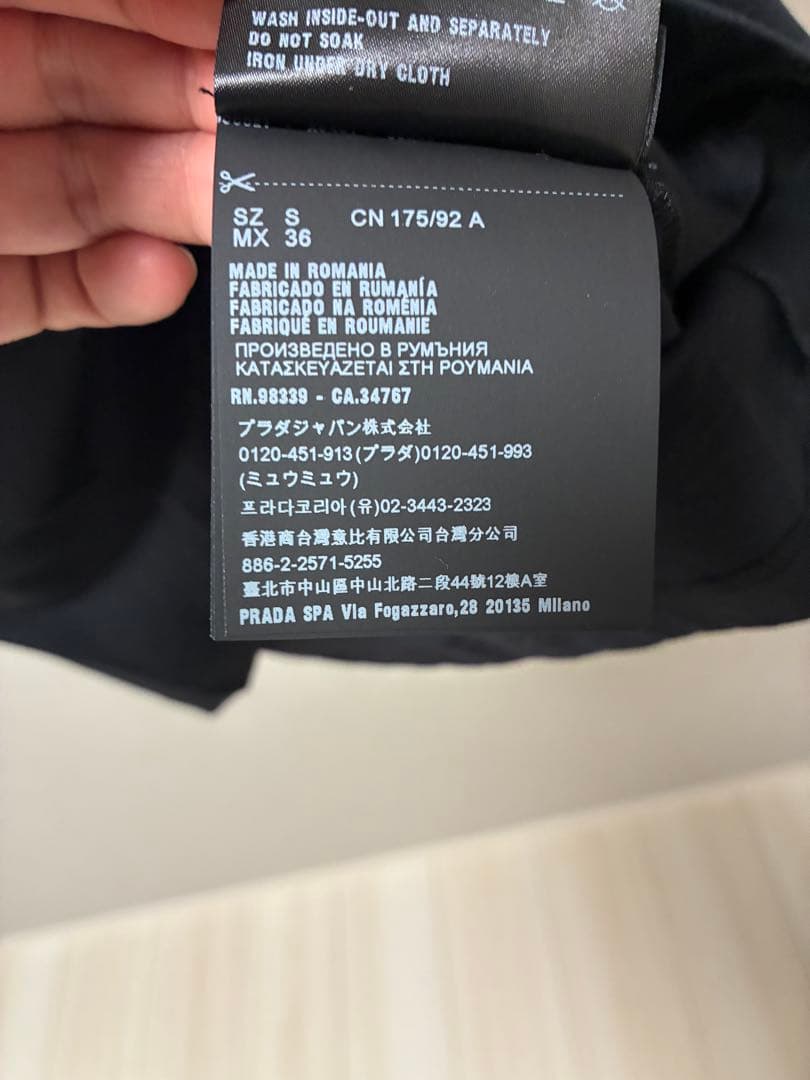 WASH INSIDE-OUT AND SEPARATELY
DO NOT SOAK
IRON UNDER DRY CLOTH
SZ S CN 175/92 A
MX 36
MADE IN ROMANIA
FABRICADO EN RUMANÍA
FABRICADO NA ROMÉNIA
FABRIQUÉ EN ROUMANIE
ПРОИЗВЕДЕНО В РУМЪНИЯ
ΚΑΤΑΣΚΕΥΑΖΕΤΑΙ ΣΤΗ ΡΟΥΜΑΝΙΑ
RN.98339 - CA.34767
プラダジャパン株式会社
0120-451-913(プラダ)0120-451-993
(ミュウミュウ)
프라다코리아(유)02-3443-2323
香港商台灣意比有限公司台灣分公司
886-2-2571-5255
臺北市中山區中山北路二段44號12樓A室
PRADA SPA Via Fogazzaro,28 20135 Milano